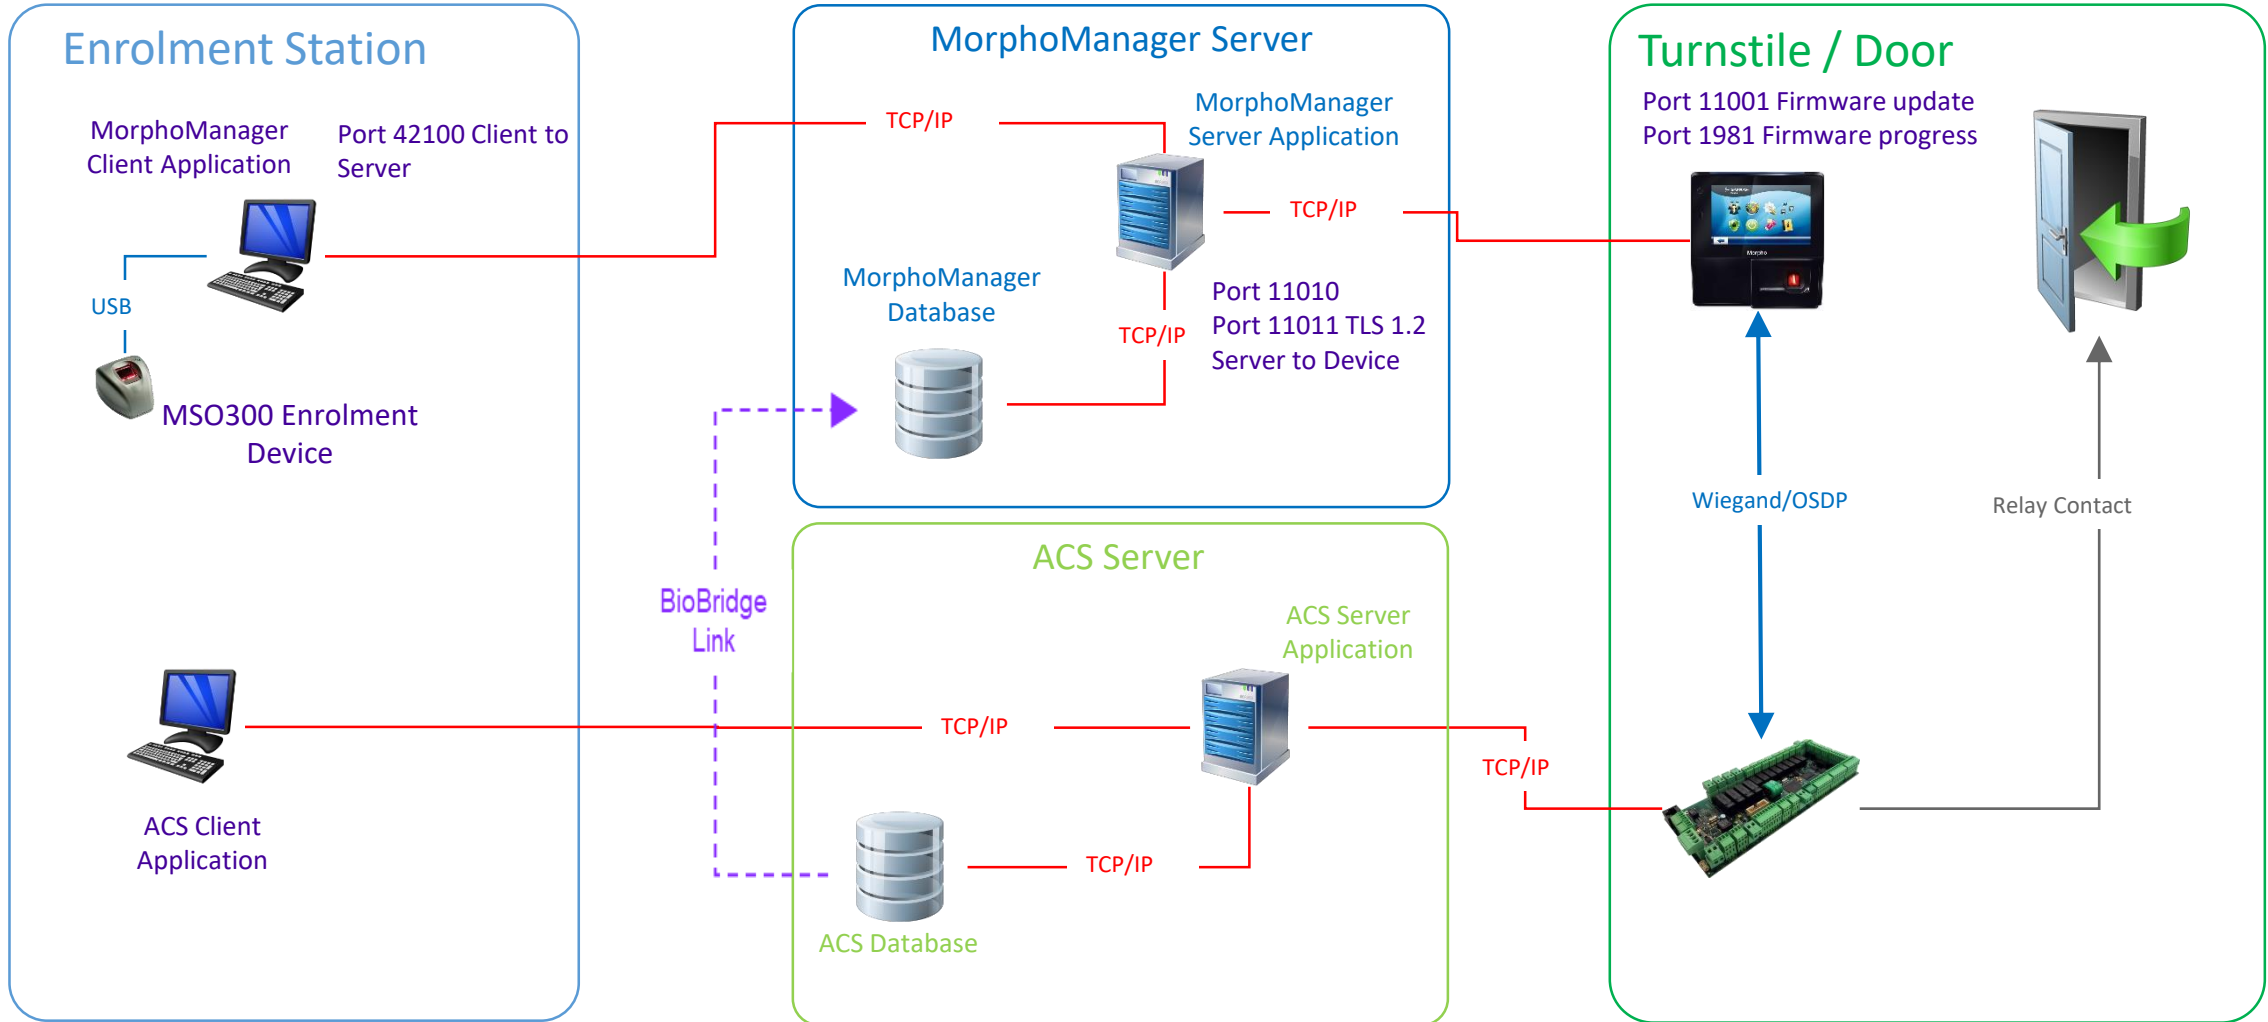 Enrolment Station
MorphoManager
Client Application
Port 42100 Client to
Server
USB
MSO300 Enrolment
Device
ACS Client
Application
MorphoManager Server
TCP/IP
MorphoManager
Server Application
TCP/IP
MorphoManager
Database
TCP/IP
Port 11010
Port 11011 TLS 1.2
Server to Device
BioBridge
Link
ACS Server
ACS Server
Application
TCP/IP
TCP/IP
ACS Database
TCP/IP
Turnstile / Door
Port 11001 Firmware update
Port 1981 Firmware progress
Morpho
Wiegand/OSDP
Relay Contact